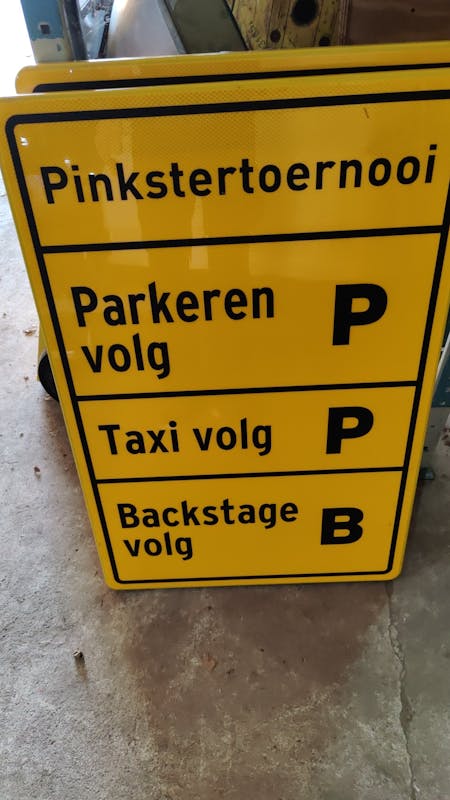 Pinkstertoernooi
Parkeren P
volg
Taxi volg P
Backstage B
volg